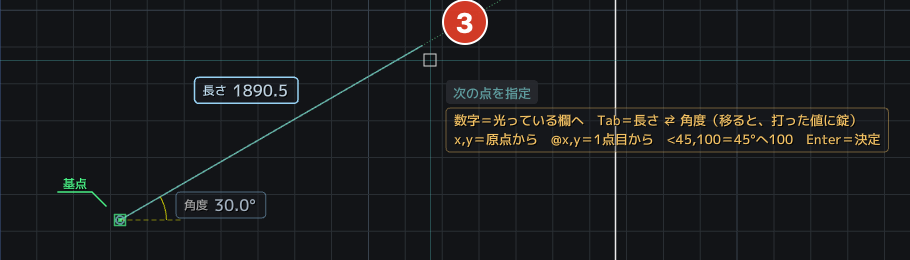 3
長さ 1890.5
次の点を指定
数字＝光っている欄へ　Tab＝長さ ⇄ 角度（移ると、打った値に錠）
x,y＝原点から　@x,y＝1点目から　<45,100＝45°へ100　Enter＝決定
基点
角度 30.0°